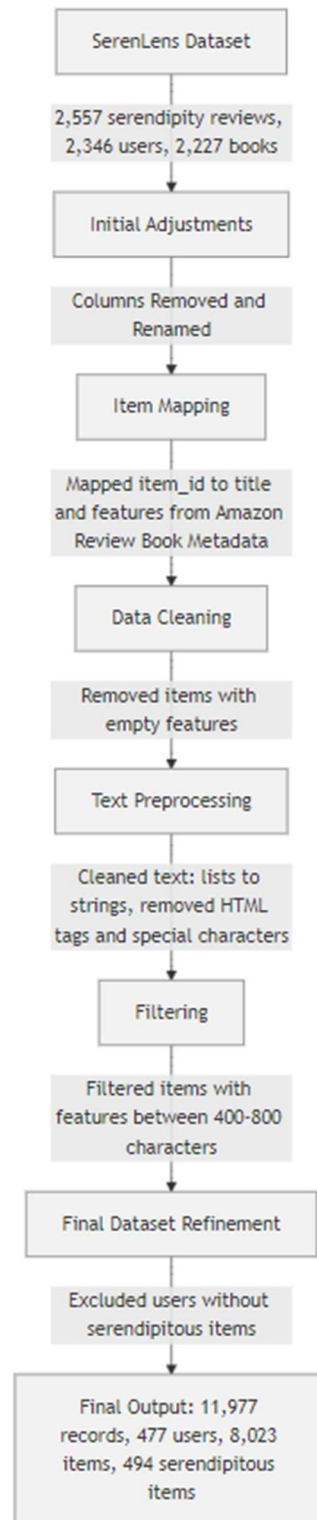 SerenLens Dataset
2,557 serendipity reviews,
2,346 users, 2,227 books
Initial Adjustments
Columns Removed and
Renamed
Item Mapping
Mapped item_id to title
and features from Amazon
Review Book Metadata
Data Cleaning
Removed items with
empty features
Text Preprocessing
Cleaned text: lists to
strings, removed HTML
tags and special characters
Filtering
Filtered items with
features between 400-800
characters
Final Dataset Refinement
Excluded users without
serendipitous items
Final Output: 11,977
records, 477 users, 8,023
items, 494 serendipitous
items